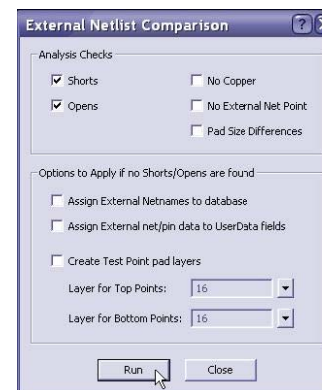 External Netlist Comparison
Analysis Checks
Shorts
No Copper
Opens
No External Net Point
Pad Size Differences
Options to Apply if no Shorts/Opens are found
Assign External Netnames to database
Assign External net/pin data to UserData fields
Create Test Point pad layers
Layer for Top Points: 16
Layer for Bottom Points: 16
Run Close